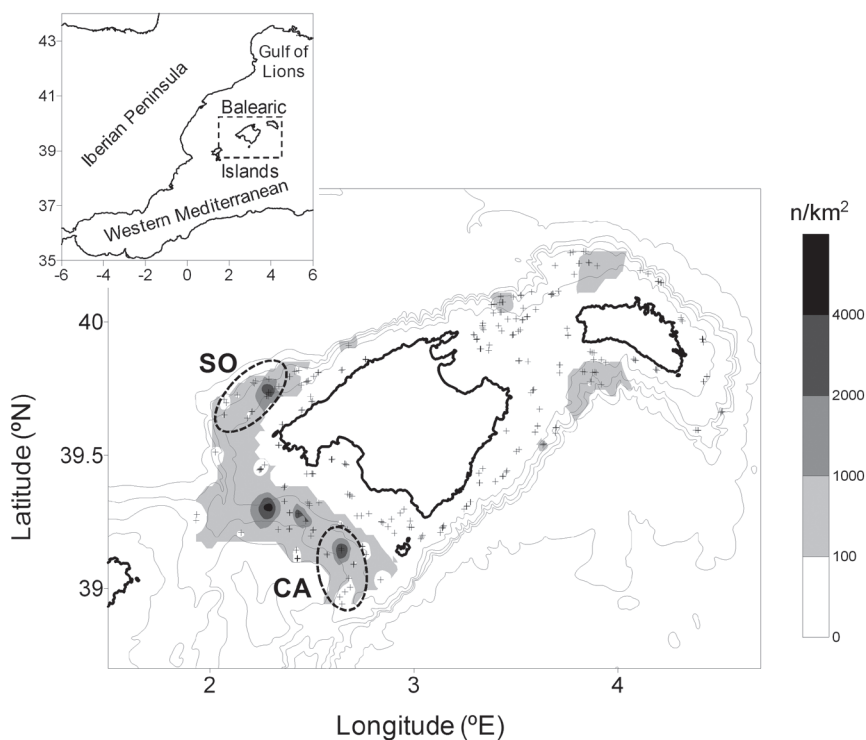 43
41
39
37
35
-6
-4
-2
0
2
4
6
Gulf of
Lions
Iberian Peninsula
Balearic
Islands
Western Mediterranean
n/km²
4000
2000
1000
100
0
SO
CA
40
39.5
39
Latitude (ºN)
2
3
4
Longitude (ºE)